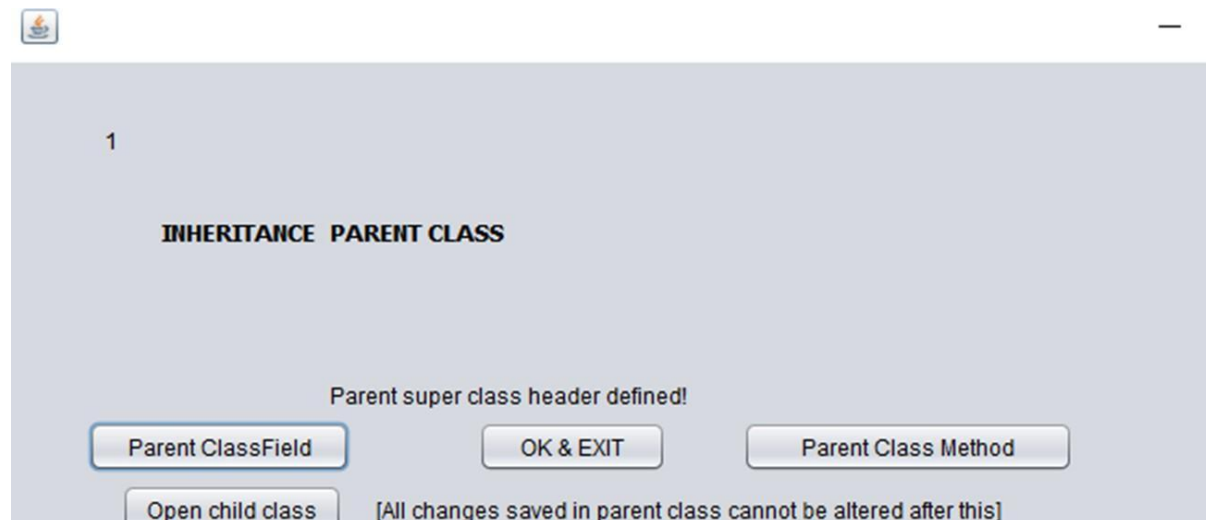 1
INHERITANCE PARENT CLASS
Parent super class header defined!
Parent ClassField OK & EXIT Parent Class Method
Open child class [All changes saved in parent class cannot be altered after this]